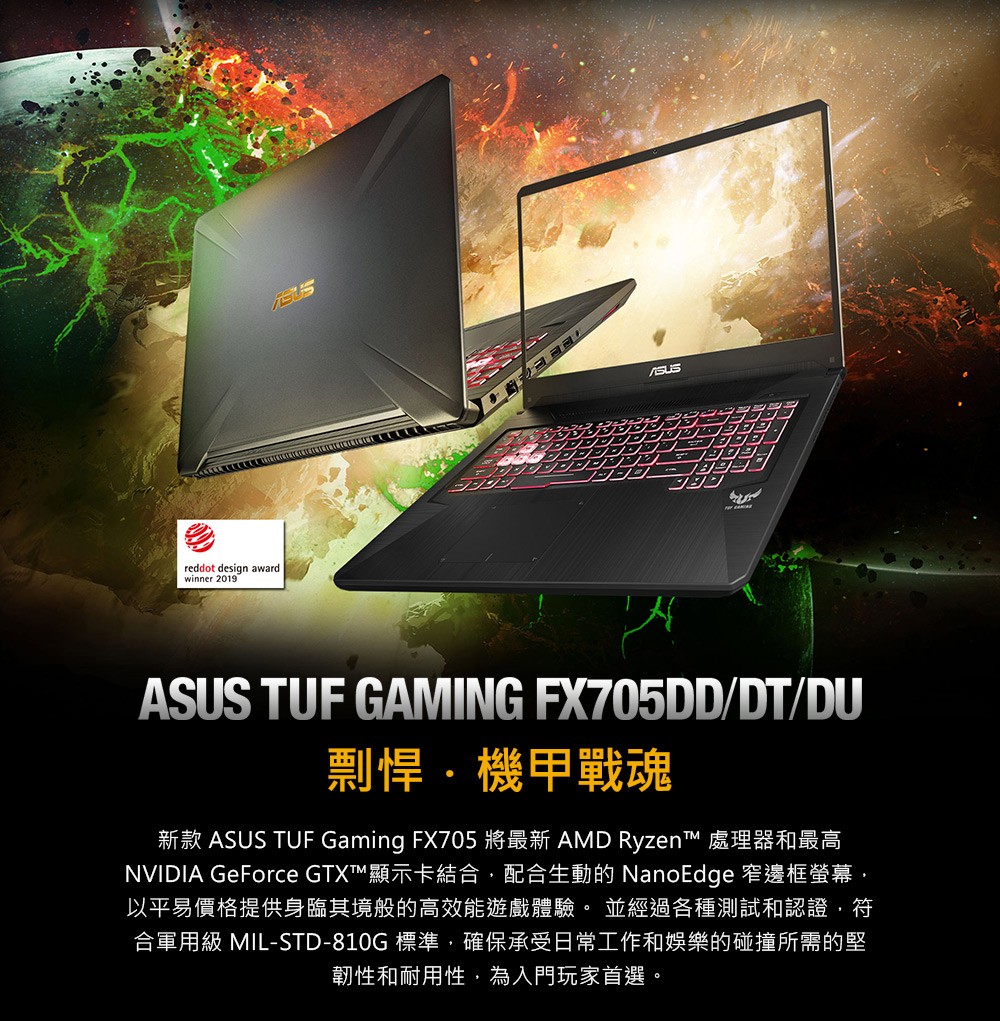 ASUS
ASUS
TUF GAMING
reddot design award
winner 2019
ASUS TUF GAMING FX705DD/DT/DU
剽悍．機甲戰魂
新款 ASUS TUF Gaming FX705 將最新 AMD Ryzen™ 處理器和最高
NVIDIA GeForce GTX™顯示卡結合，配合生動的 NanoEdge 窄邊框螢幕，
以平易價格提供身臨其境般的高效能遊戲體驗。 並經過各種測試和認證，符
合軍用級 MIL-STD-810G 標準，確保承受日常工作和娛樂的碰撞所需的堅
韌性和耐用性，為入門玩家首選。